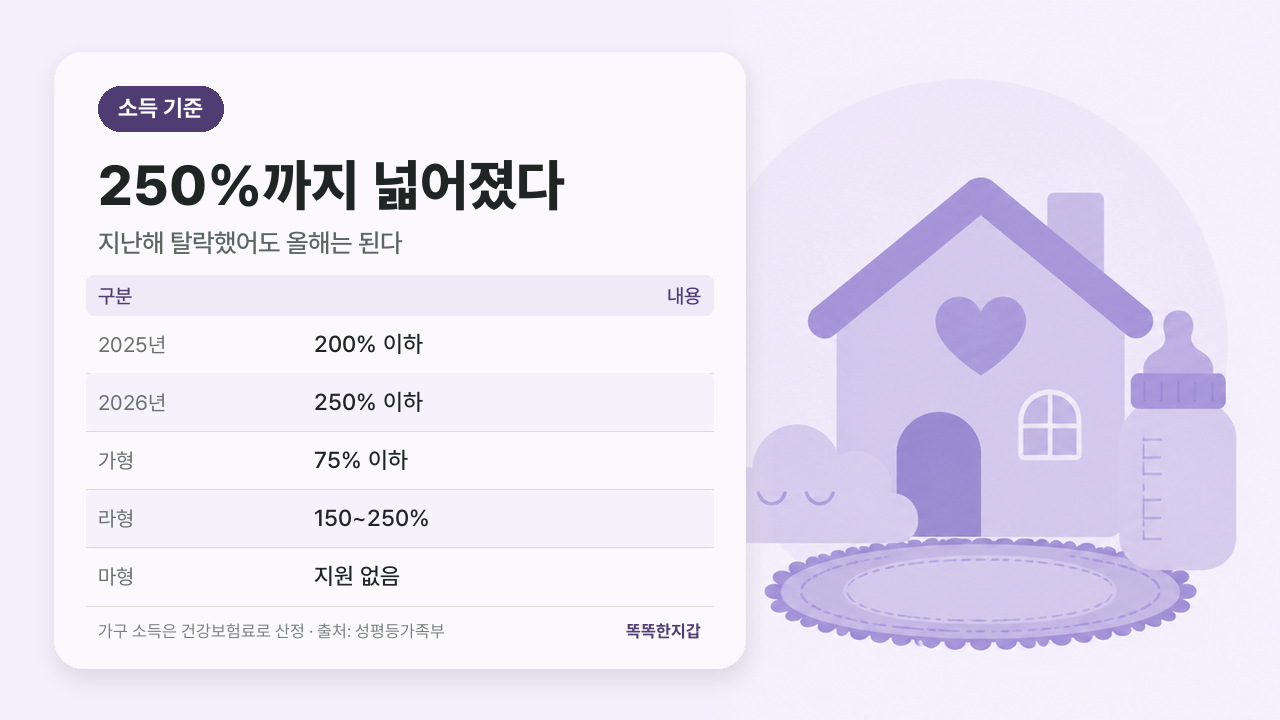 소득 기준
250%까지 넓어졌다
지난해 탈락했어도 올해는 된다
구분 내용
2025년 200% 이하
2026년 250% 이하
가형 75% 이하
라형 150~250%
마형 지원 없음
가구 소득은 건강보험료로 산정 · 출처: 성평등가족부 똑똑한지갑